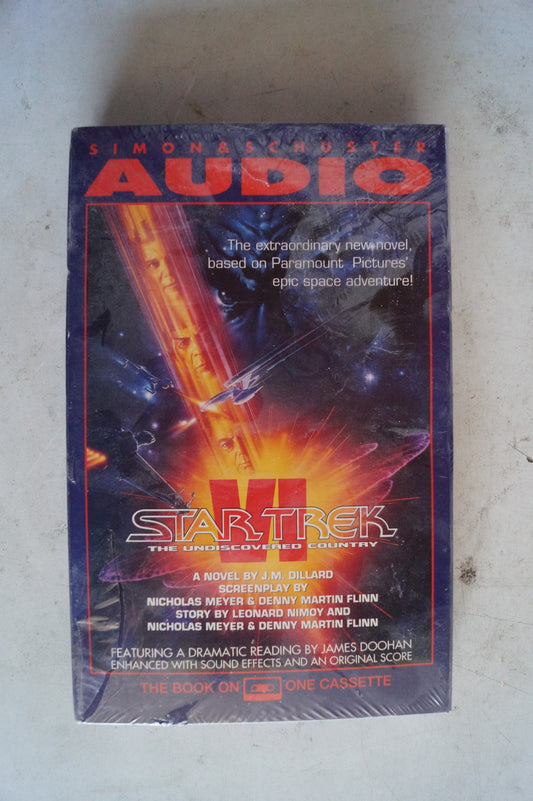 SIMON & SCHUSTER
AUDIO
The extraordinary new novel,
based on Paramount Pictures'
epic space adventure!
VI
STAR TREK
THE UNDISCOVERED COUNTRY
A NOVEL BY J.M. DILLARD
SCREENPLAY BY
NICHOLAS MEYER & DENNY MARTIN FLINN
STORY BY LEONARD NIMOY AND
NICHOLAS MEYER & DENNY MARTIN FLINN
FEATURING A DRAMATIC READING BY JAMES DOOHAN
ENHANCED WITH SOUND EFFECTS AND AN ORIGINAL SCORE
THE BOOK ON ONE CASSETTE